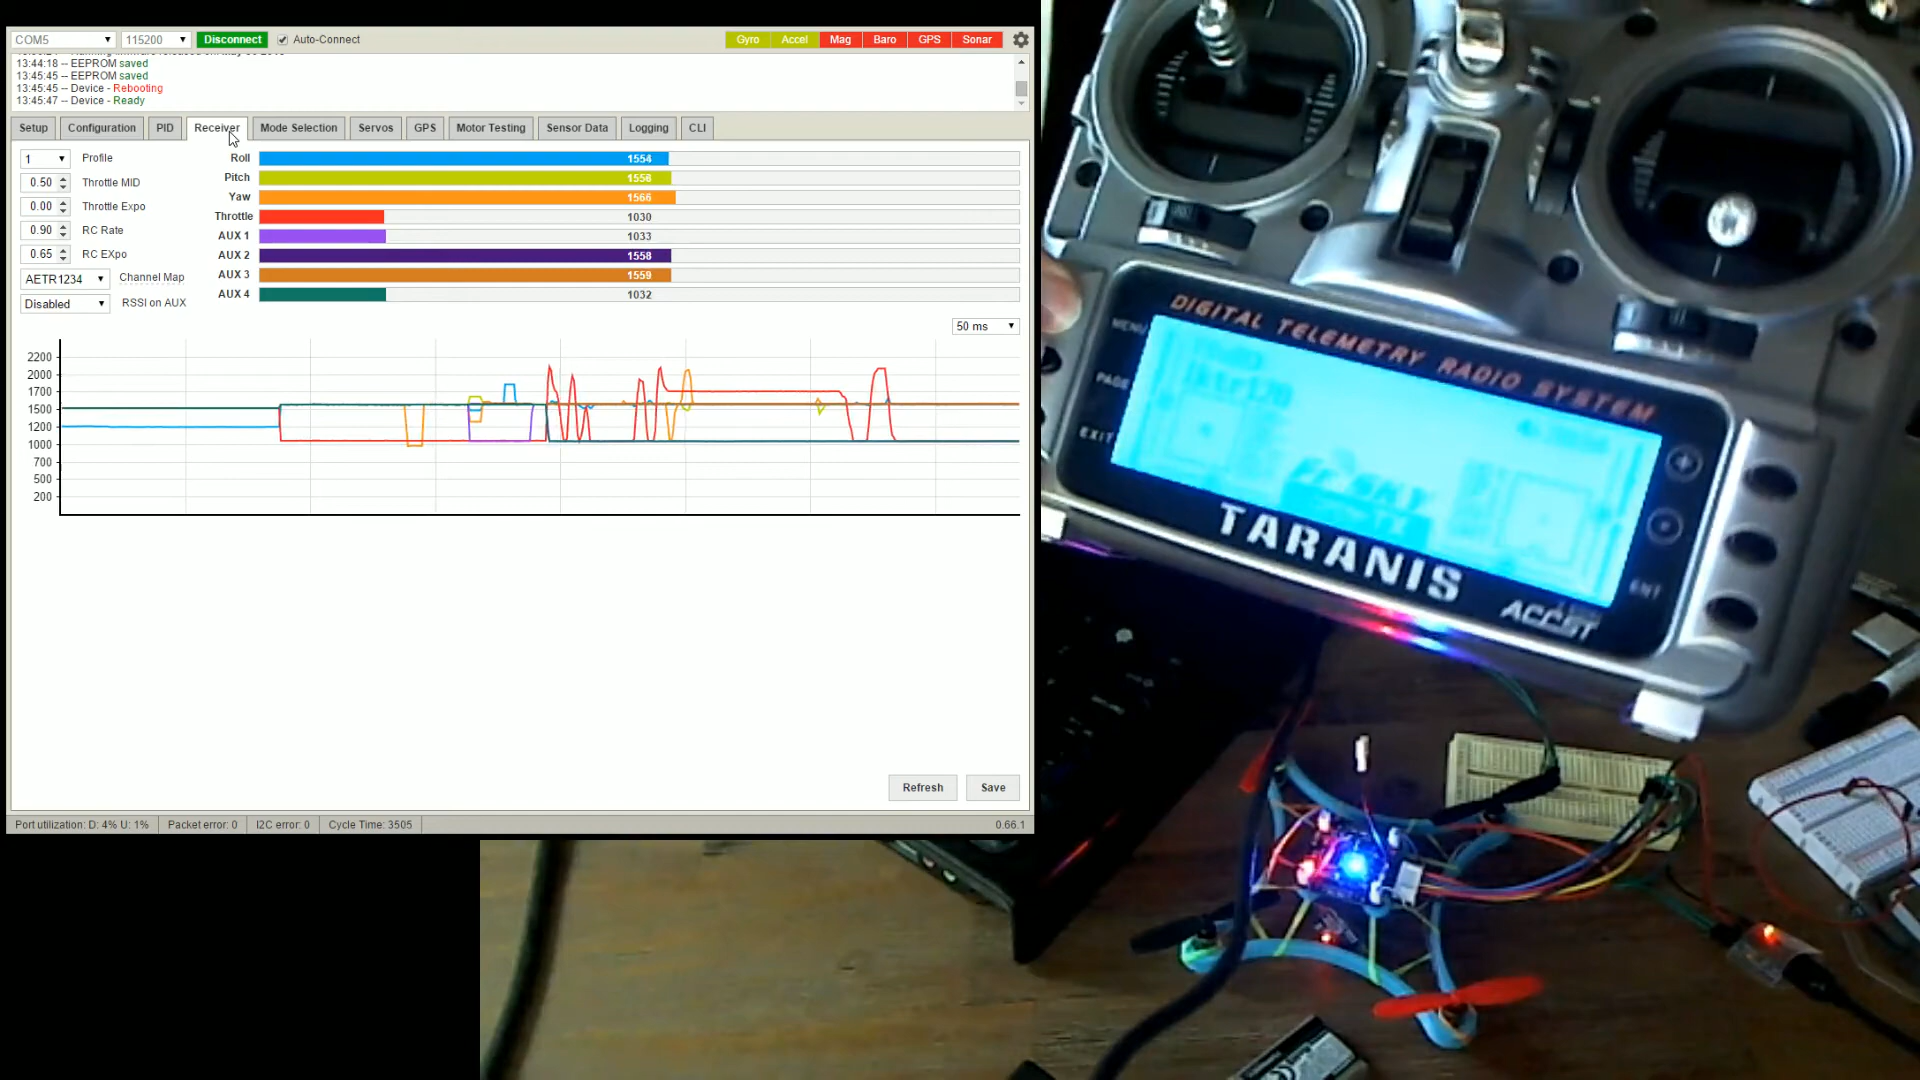 COM5 115200 Disconnect Auto-Connect Gyro Accel Mag Baro GPS Sonar
13:44:18 -- EEPROM saved
13:45:45 -- EEPROM saved
13:45:45 -- Device - Rebooting
13:45:47 -- Device - Ready
Setup Configuration PID Receiver Mode Selection Servos GPS Motor Testing Sensor Data Logging CLI
1 Profile
0.50 Throttle MID
0.00 Throttle Expo
0.90 RC Rate
0.65 RC EXpo
AETR1234 Channel Map
Disabled RSSI on AUX
Roll 1554
Pitch 1558
Yaw 1566
Throttle 1030
AUX 1 1033
AUX 2 1558
AUX 3 1559
AUX 4 1032
50 ms
2200
2000
1700
1500
1200
1000
700
500
200
Refresh Save
Port utilization: D: 4% U: 1% Packet error: 0 I2C error: 0 Cycle Time: 3505 0.66.1
DIGITAL TELEMETRY RADIO SYSTEM
MENU
PAGE
EXIT
ENT
TARANIS
ACCST